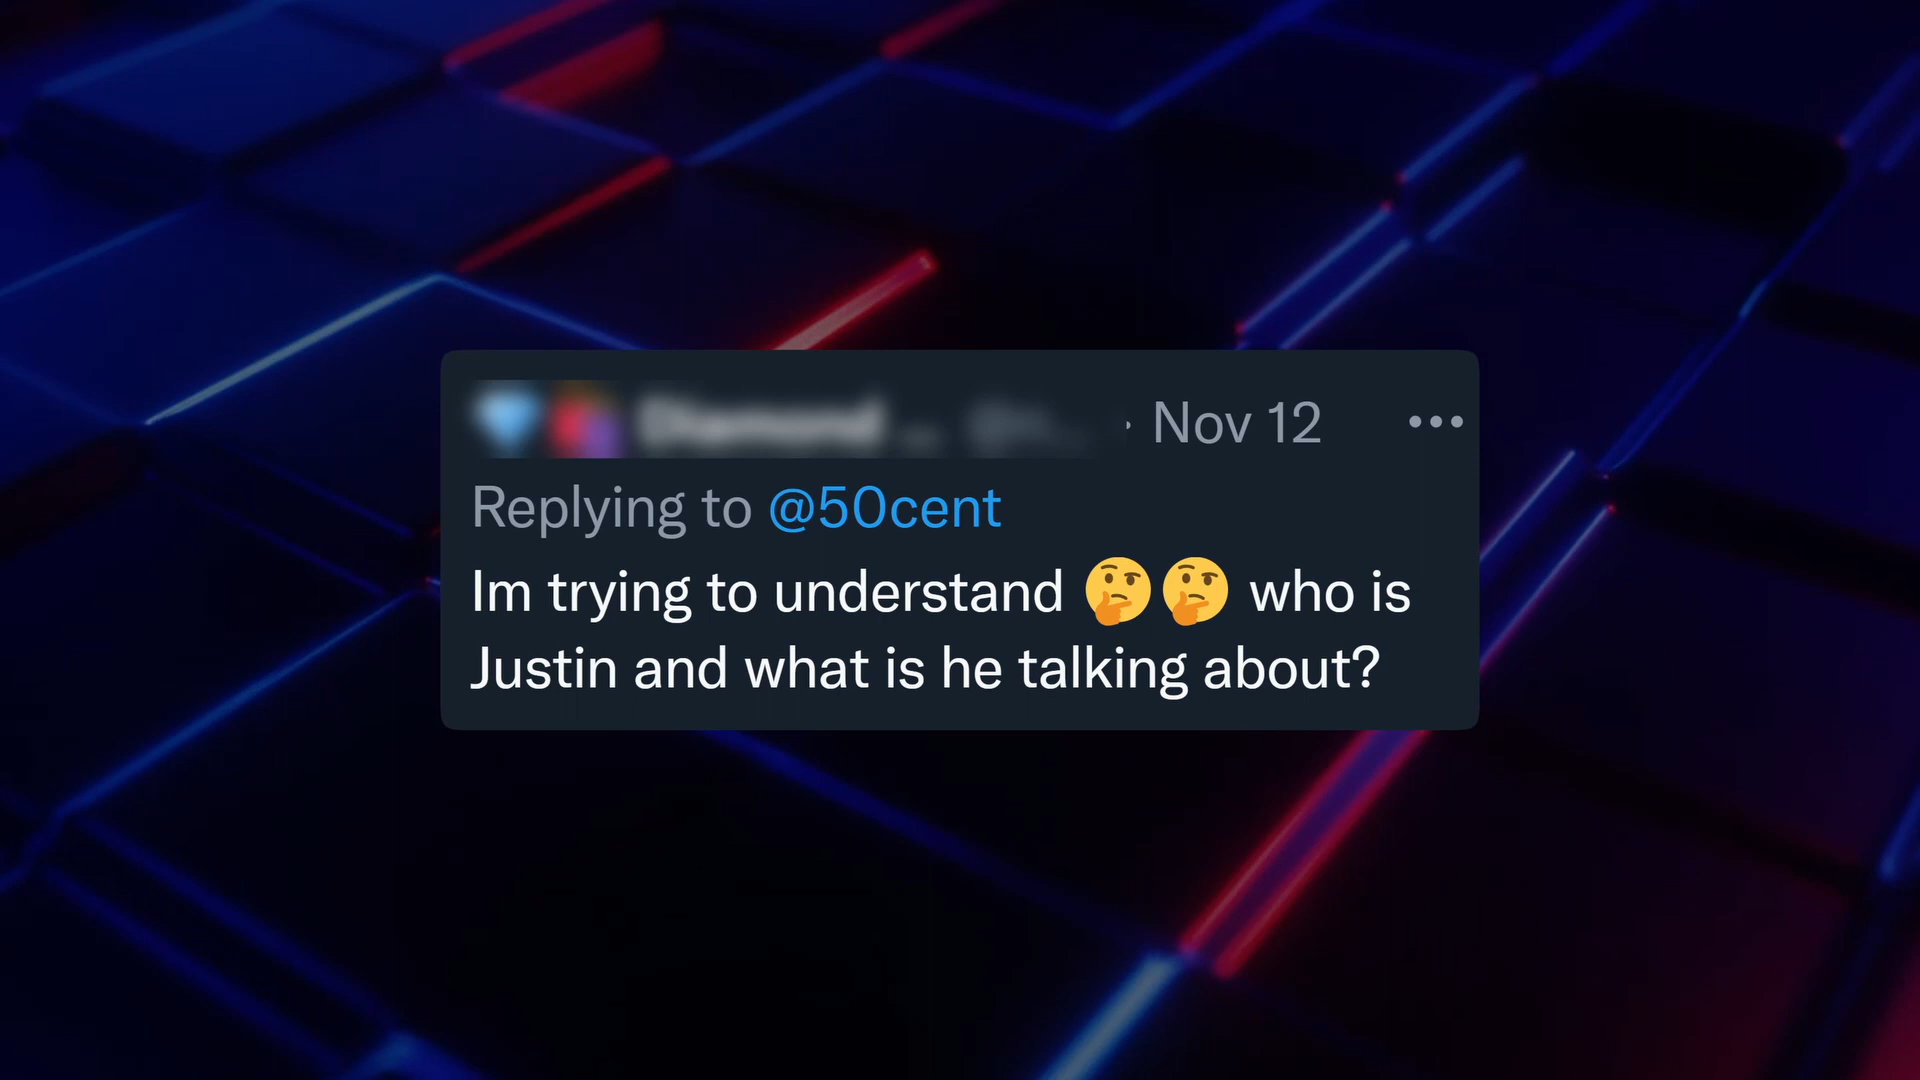 · Nov 12 •••
Replying to @50cent
Im trying to understand 🤔🤔 who is
Justin and what is he talking about?